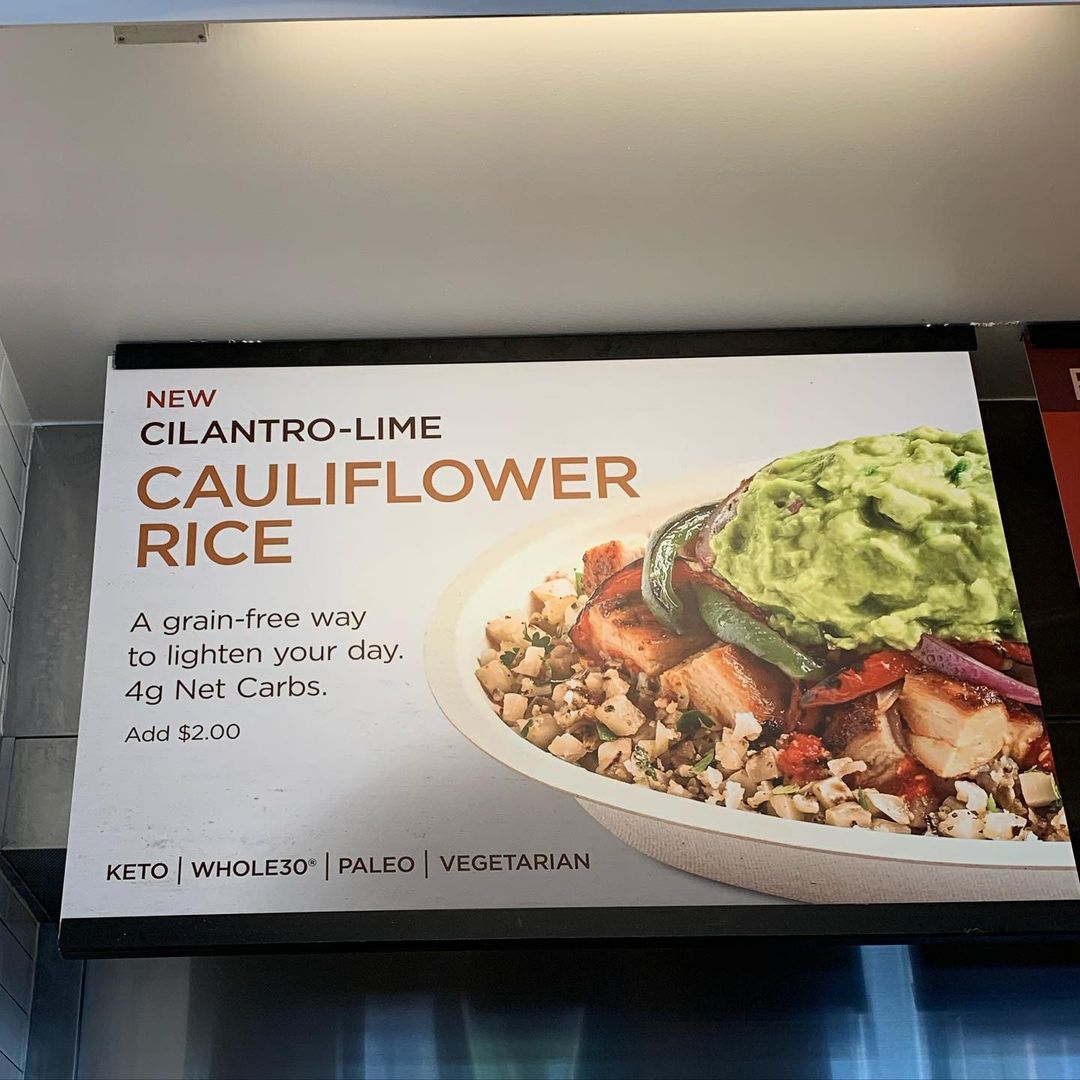 NEW
CILANTRO-LIME
CAULIFLOWER
RICE
A grain-free way
to lighten your day.
4g Net Carbs.
Add $2.00
KETO | WHOLE30® | PALEO | VEGETARIAN